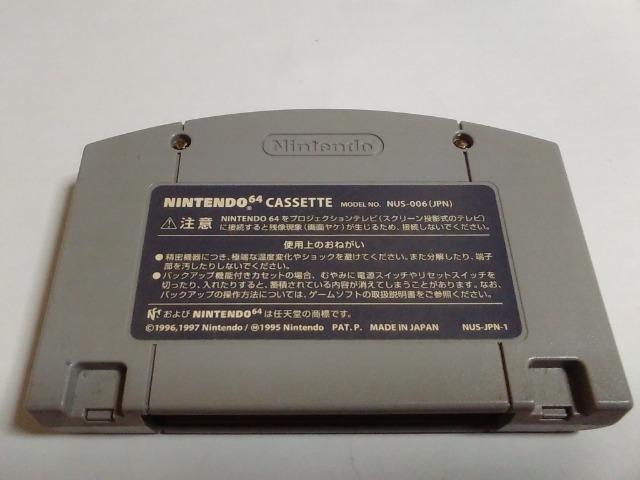 Nintendo
NINTENDO64 CASSETTE MODEL NO. NUS-006(JPN)
⚠注意 NINTENDO 64 をプロジェクションテレビ(スクリーン投影式のテレビ)
に接続すると残像現象(画面ヤケ)が生じるため、接続しないでください。
使用上のおねがい
●精密機器につき、極端な温度変化やショックを避けてください。また分解したり、端子
部を汚したりしないでください。
●バックアップ機能付きカセットの場合、むやみに電源スイッチやリセットスイッチを
切ったり、入れたりすると、蓄積されている内容が消えてしまうことがあります。なお、
バックアップの操作方法については、ゲームソフトの取扱説明書をご参照ください。
および NINTENDO64 は任天堂の商標です。
©1996,1997 Nintendo/Ⓜ1995 Nintendo PAT. P. MADE IN JAPAN NUS-JPN-1